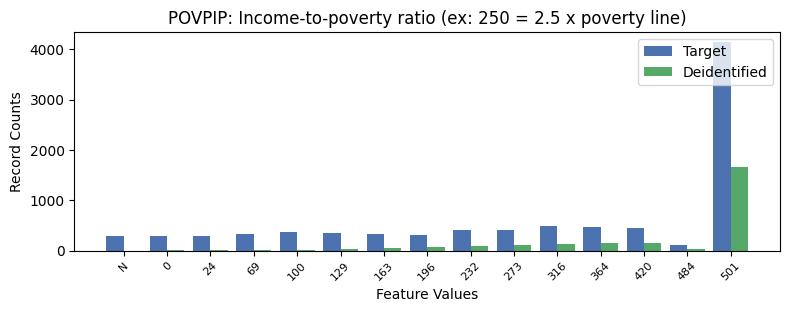 POVPIP: Income-to-poverty ratio (ex: 250 = 2.5 x poverty line)
Target
Deidentified
4000
3000
2000
1000
0
Record Counts
N 0 24 69 100 129 163 196 232 273 316 364 420 484 501
Feature Values